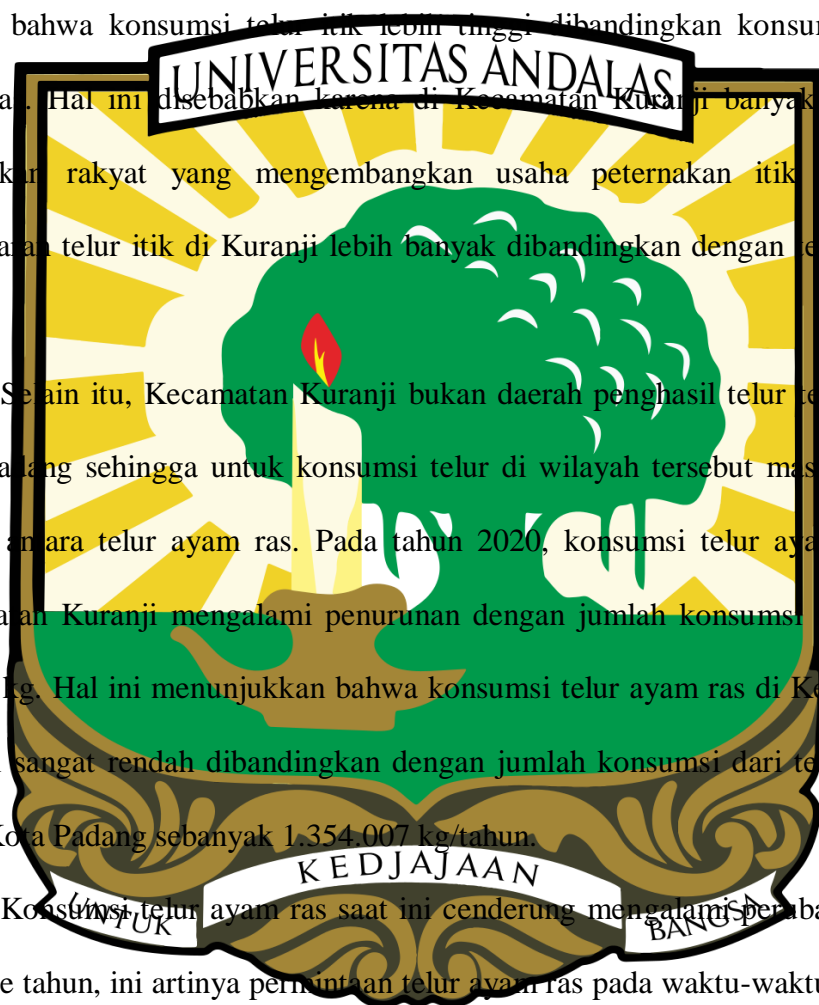 bahwa konsumsi telur itik lebih tinggi dibandingkan
UNIVERSITAS ANDALAS
Hal ini disebabkan karena di Kecamatan Kuranji banyak
rakyat yang mengembangkan usaha peternakan itik
telur itik di Kuranji lebih banyak dibandingkan dengan
Selain itu, Kecamatan Kuranji bukan daerah penghasil telur
sehingga untuk konsumsi telur di wilayah tersebut
antara telur ayam ras. Pada tahun 2020, konsumsi telur
Kuranji mengalami penurunan dengan jumlah konsumsi
kg. Hal ini menunjukkan bahwa konsumsi telur ayam ras di
sangat rendah dibandingkan dengan jumlah konsumsi dari
Kota Padang sebanyak 1.354.007 kg/tahun.
UNTUK KEDJAJAAN BANGSA
Konsumsi telur ayam ras saat ini cenderung mengalami
tahun, ini artinya permintaan telur ayam ras pada waktu-waktu